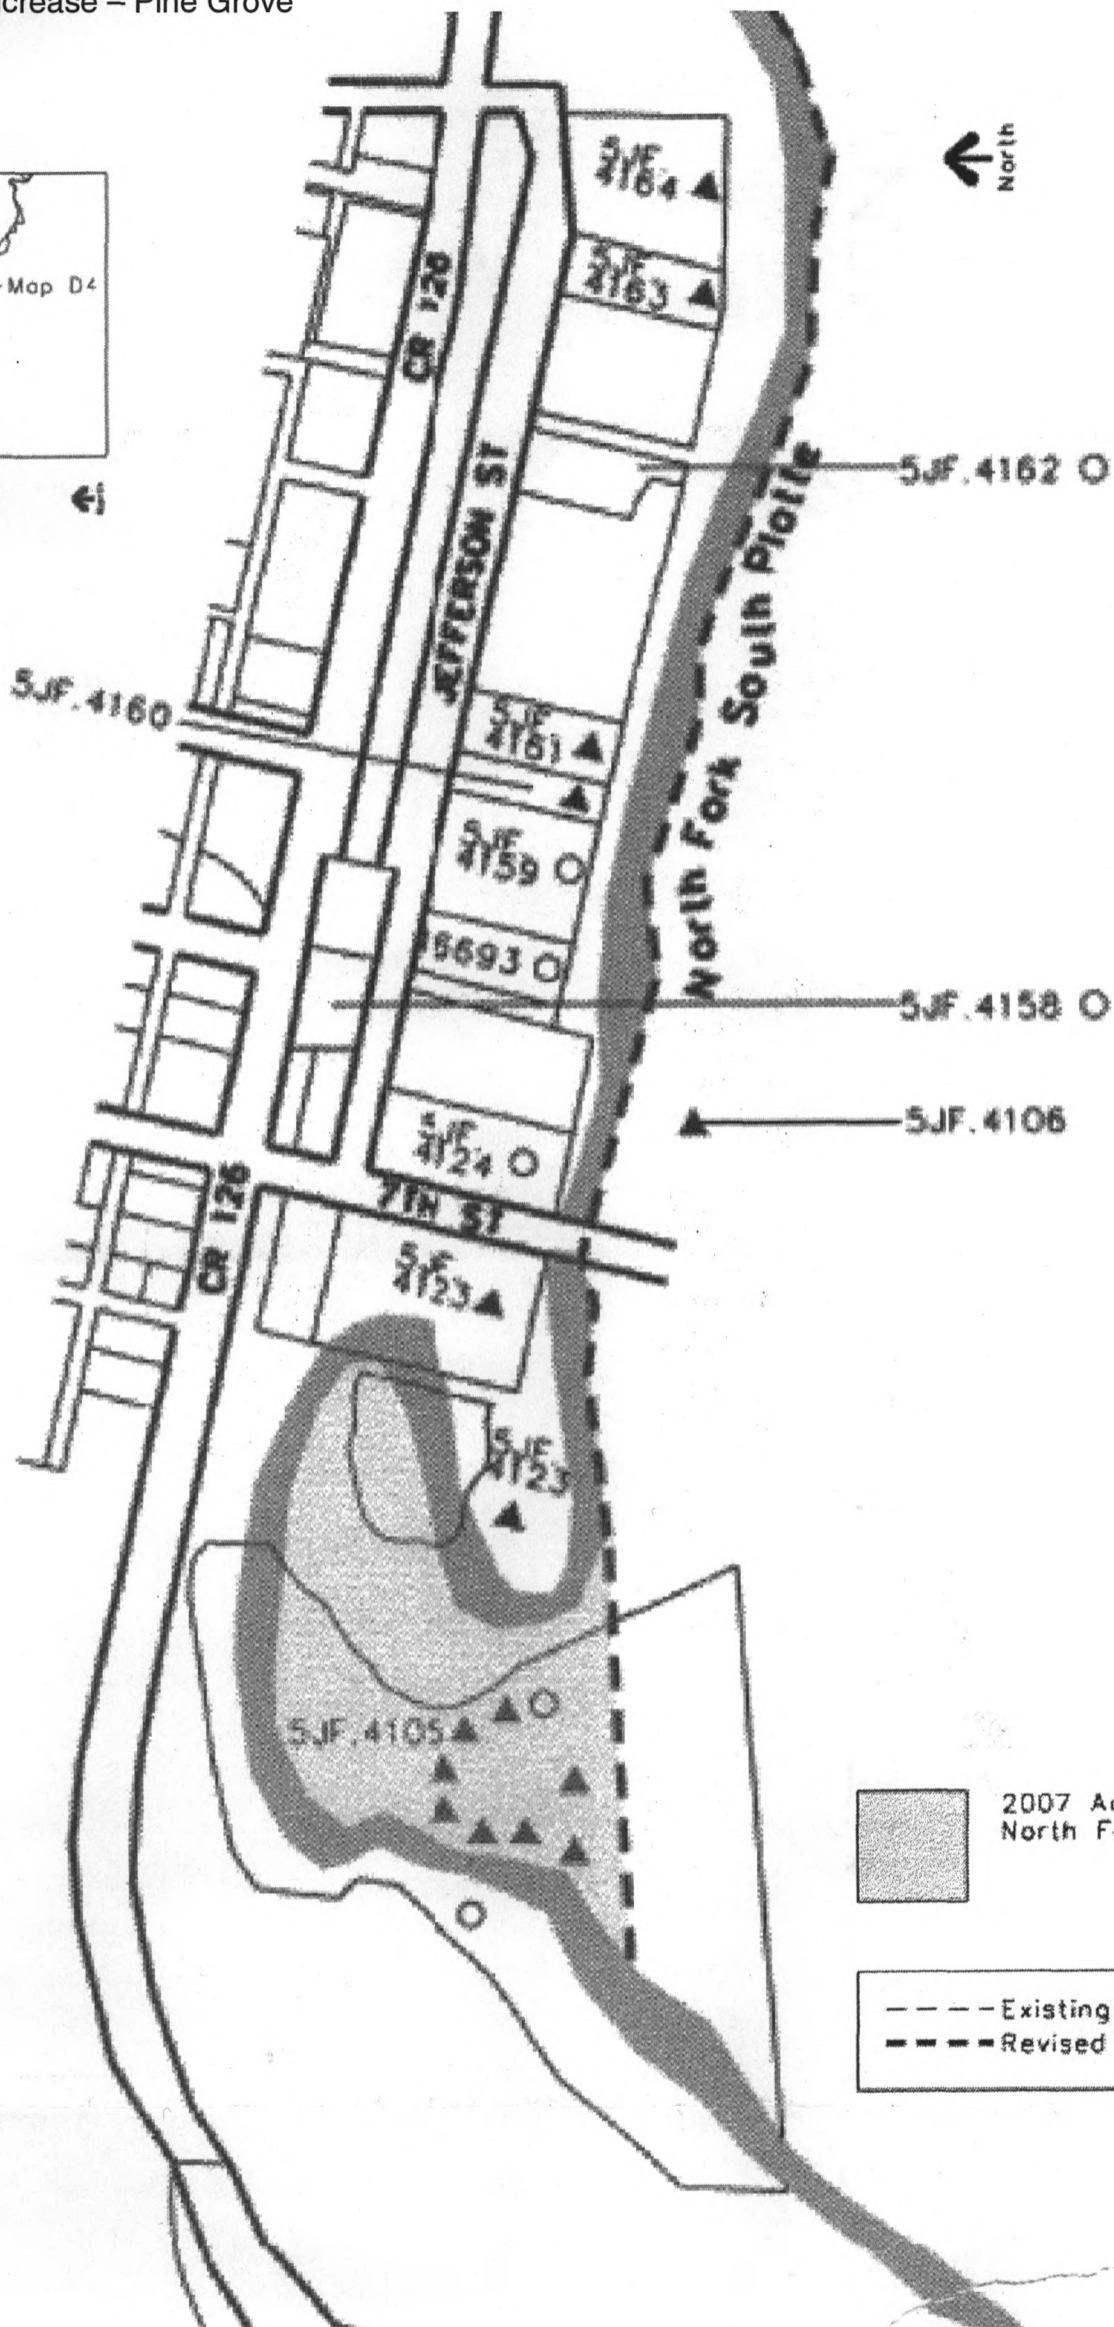 crease – Pine Grove
5JF.
4164
North
5JF.
4163
Map D4
CR 126
5JF.4162
JEFFERSON ST
North Fork South Platte
5JF.4160
5JF.
4161
5JF.
4159
5693
5JF.4158
5JF.4106
5JF.
4124
7TH ST
CR 126
5JF.
4123
5JF.
4123
5JF.4105
2007
North
Existing
Revised